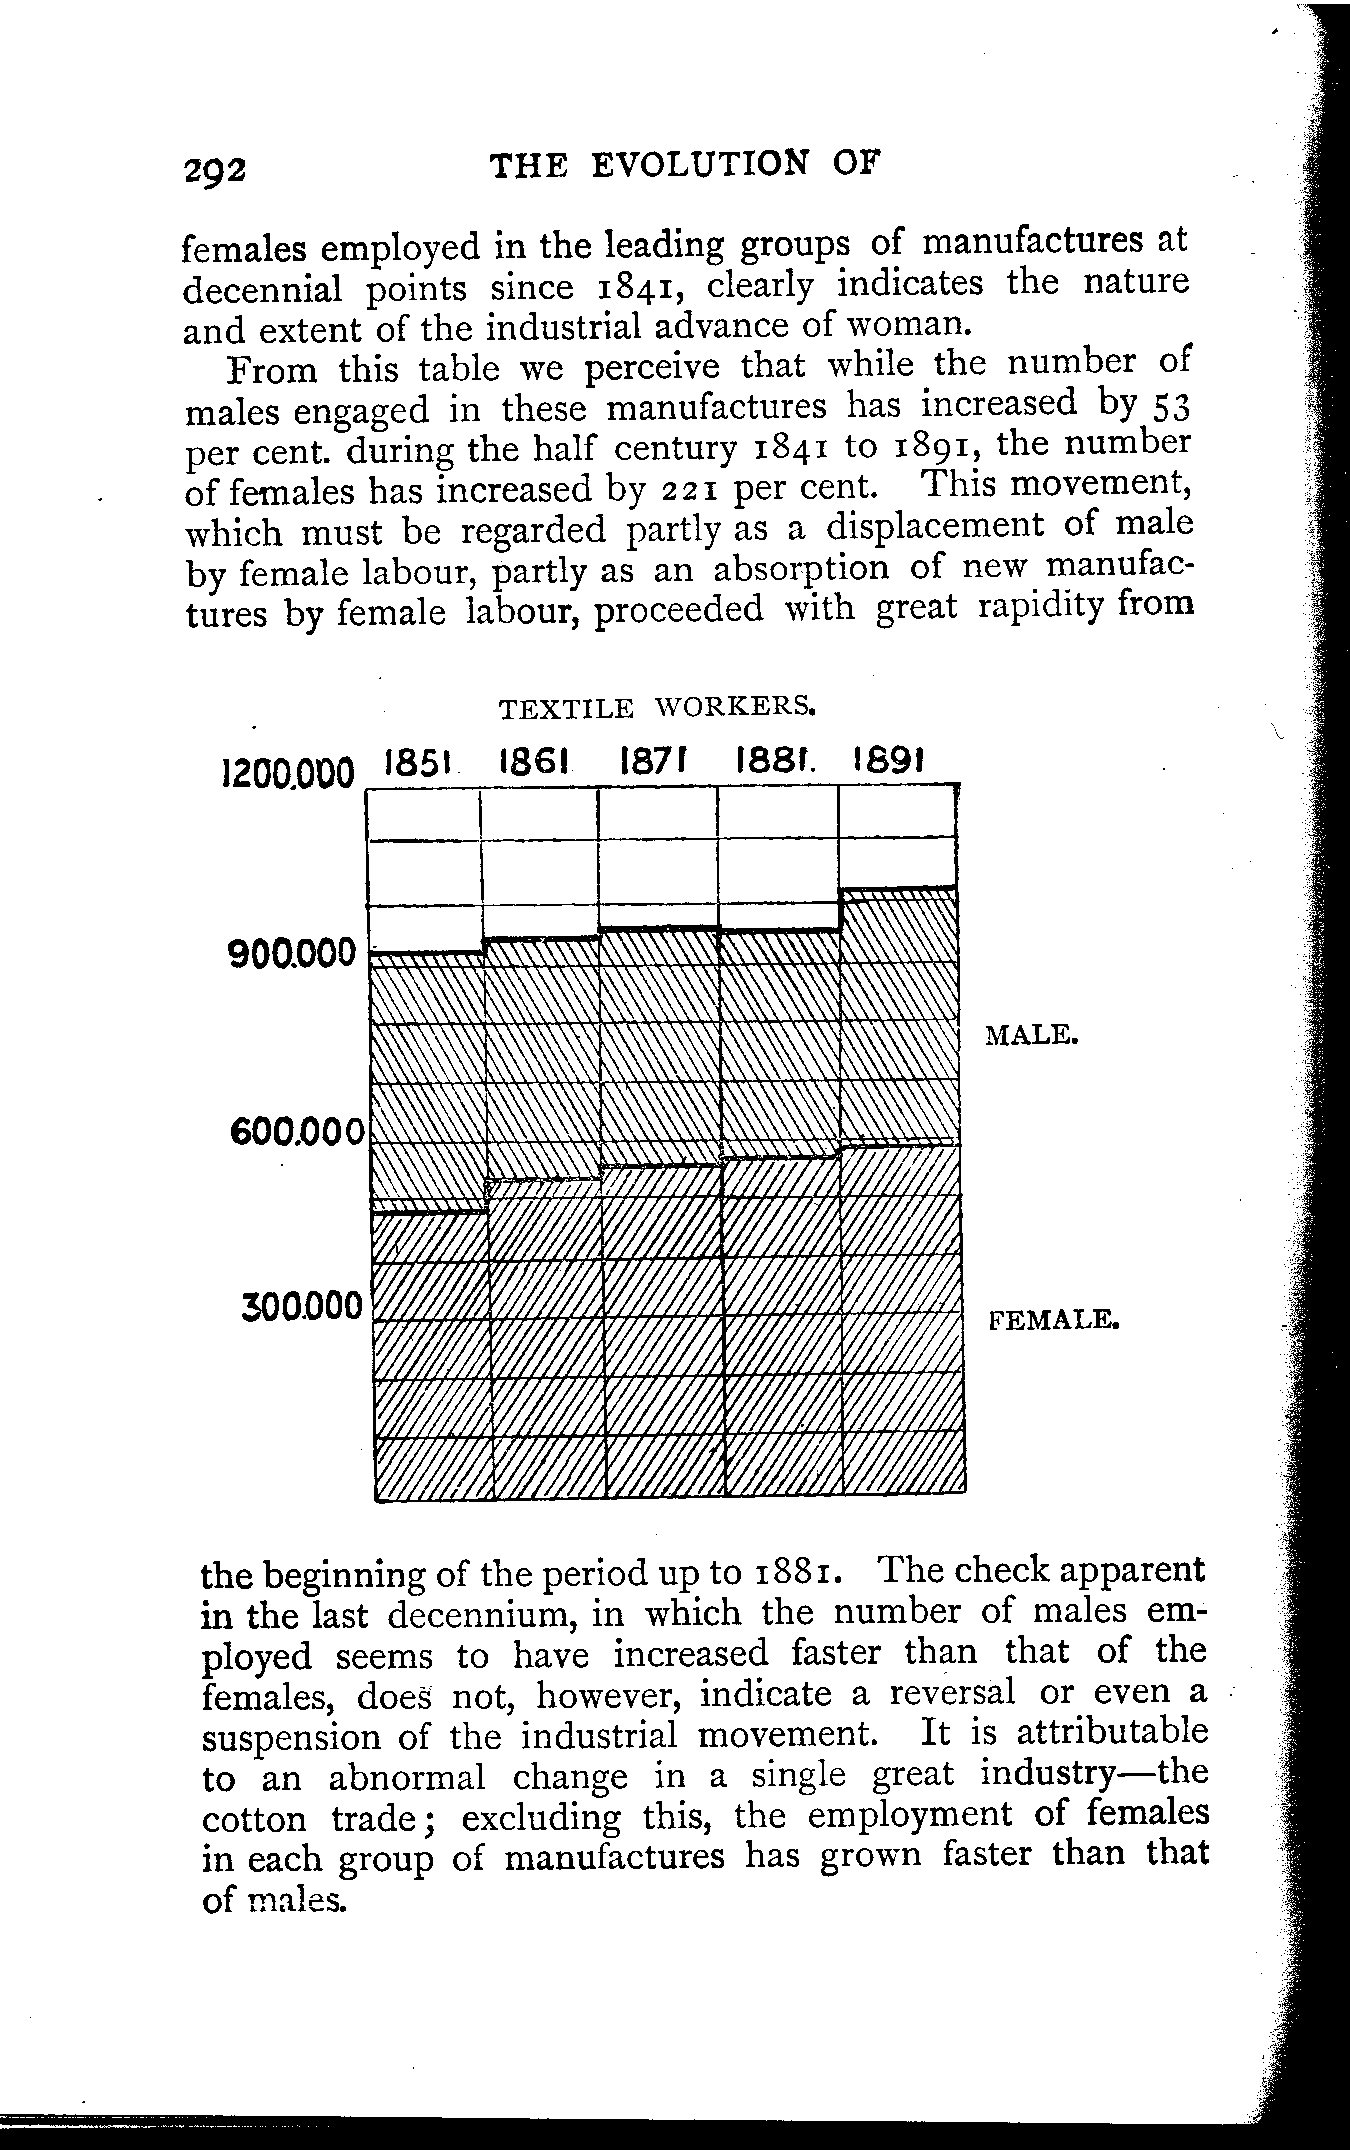 292 THE EVOLUTION OF
females employed in the leading groups of manufactures at
decennial points since 1841, clearly indicates the nature
and extent of the industrial advance of woman.
From this table we perceive that while the number of
males engaged in these manufactures has increased by 53
per cent. during the half century 1841 to 1891, the number
of females has increased by 221 per cent. This movement,
which must be regarded partly as a displacement of male
by female labour, partly as an absorption of new manufac-
tures by female labour, proceeded with great rapidity from
TEXTILE WORKERS.
1851 1861 1871 1881. 1891
1200.000
900.000
MALE.
600.000
300.000
FEMALE.
the beginning of the period up to 1881. The check apparent
in the last decennium, in which the number of males em-
ployed seems to have increased faster than that of the
females, does not, however, indicate a reversal or even a
suspension of the industrial movement. It is attributable
to an abnormal change in a single great industry—the
cotton trade; excluding this, the employment of females
in each group of manufactures has grown faster than that
of males.